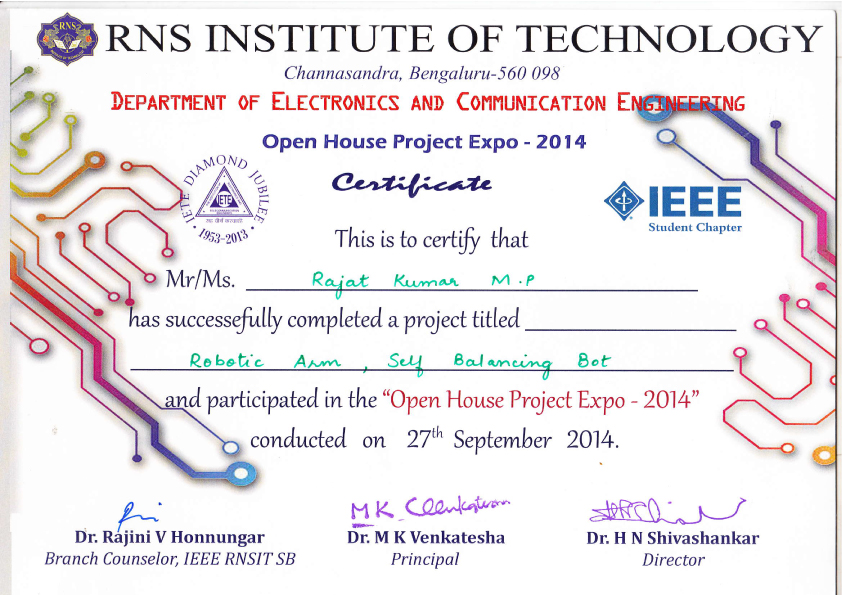 RNS
RNS INSTITUTE OF TECHNOLOGY
Channasandra, Bengaluru-560 098
DEPARTMENT OF ELECTRONICS AND COMMUNICATION ENGINEERING
Open House Project Expo - 2014
Certificate
IETE DIAMOND JUBILEE
IETE
• 1953-2013 •
IEEE
Student Chapter
This is to certify that
Mr/Ms. Rajat Kumar M.P
has successefully completed a project titled
Robotic Arm, Self Balancing Bot
and participated in the “Open House Project Expo - 2014”
conducted on 27th September 2014.
MK Venkatesha
Dr. Rajini V Honnungar Dr. M K Venkatesha Dr. H N Shivashankar
Branch Counselor, IEEE RNSIT SB Principal Director